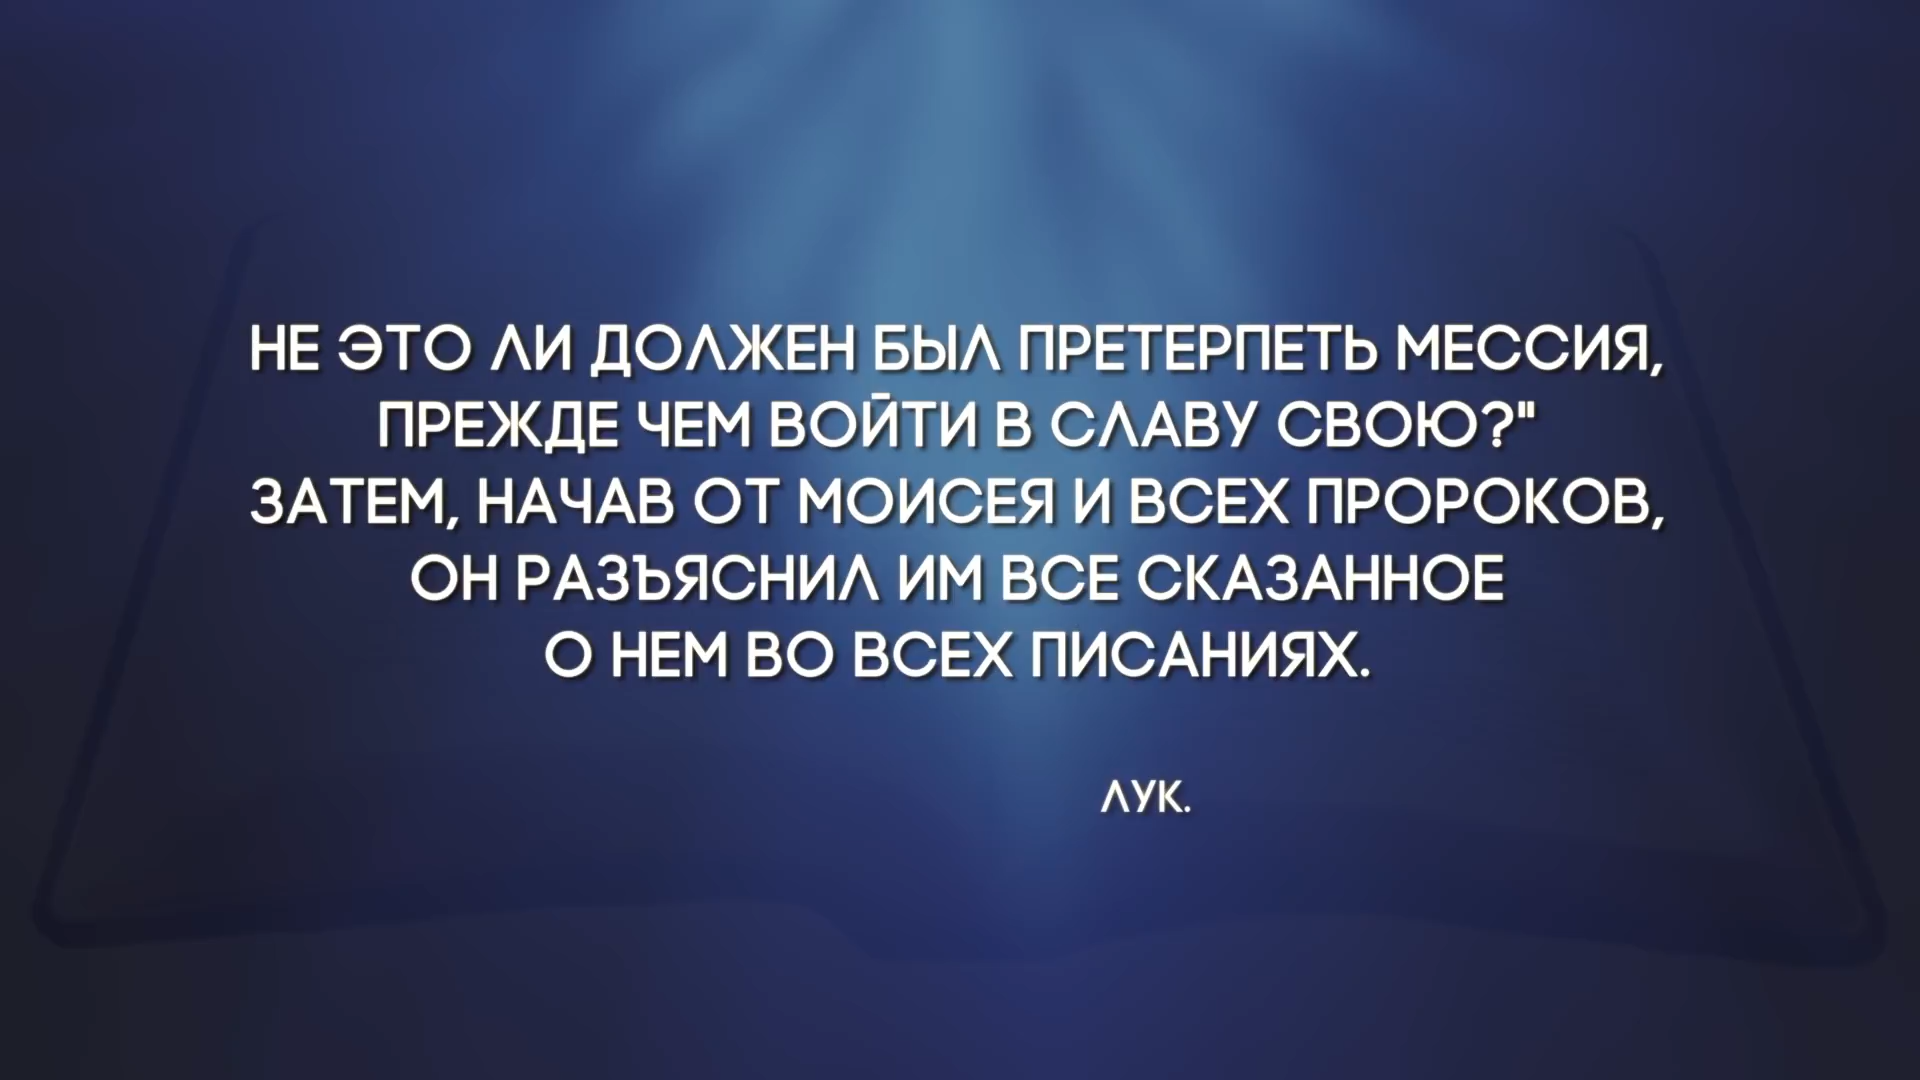 НЕ ЭТО ЛИ ДОЛЖЕН БЫЛ ПРЕТЕРПЕТЬ МЕССИЯ,
ПРЕЖДЕ ЧЕМ ВОЙТИ В СЛАВУ СВОЮ?"
ЗАТЕМ, НАЧАВ ОТ МОИСЕЯ И ВСЕХ ПРОРОКОВ,
ОН РАЗЪЯСНИЛ ИМ ВСЕ СКАЗАННОЕ
О НЕМ ВО ВСЕХ ПИСАНИЯХ.
ЛУК.